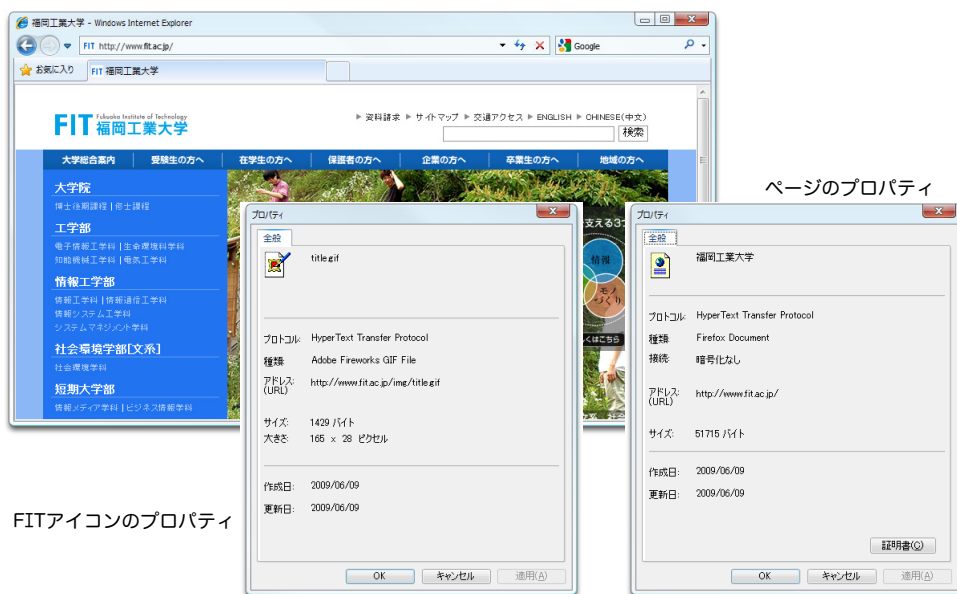 福岡工業大学 - Windows Internet Explorer
FIT http://www.fit.ac.jp/
Google
お気に入り
FIT 福岡工業大学
FIT Fukuoka Institute of Technology
福岡工業大学
資料請求 サイトマップ 交通アクセス ENGLISH CHINESE(中文)
検索
大学総合案内 受験生の方へ 在学生の方へ 保護者の方へ 企業の方へ 卒業生の方へ 地域の方へ
大学院
博士後期課程 | 修士課程
工学部
電子情報工学科 | 生命環境科学科
知能機械工学科 | 電気工学科
情報工学部
情報工学科 | 情報通信工学科
情報システム工学科
システムマネジメント学科
社会環境学部[文系]
社会環境学科
短期大学部
情報メディア学科 | ビジネス情報学科
支える3つ
情報
モノづくり
くはこちら
FITアイコンのプロパティ
プロパティ
全般
title.gif
プロトコル: HyperText Transfer Protocol
種類: Adobe Fireworks GIF File
アドレス: (URL) http://www.fit.ac.jp/img/title.gif
サイズ: 1429 バイト
大きさ: 165 x 28 ピクセル
作成日: 2009/06/09
更新日: 2009/06/09
OK キャンセル 適用(A)
ページのプロパティ
プロパティ
全般
福岡工業大学
プロトコル: HyperText Transfer Protocol
種類: Firefox Document
接続: 暗号化なし
アドレス: (URL) http://www.fit.ac.jp/
サイズ: 51715 バイト
作成日: 2009/06/09
更新日: 2009/06/09
証明書(C)
OK キャンセル 適用(A)